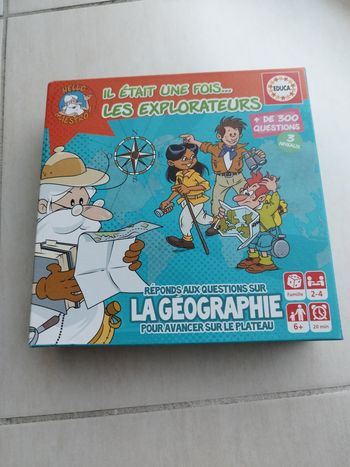 HELLO
MAESTRO
IL ÉTAIT UNE FOIS...
LES EXPLORATEURS
EDUCA
+ DE 300
QUESTIONS
3
NIVEAUX
RÉPONDS AUX QUESTIONS SUR
LA GÉOGRAPHIE
POUR AVANCER SUR LE PLATEAU
Famille
2-4
6+
20 min